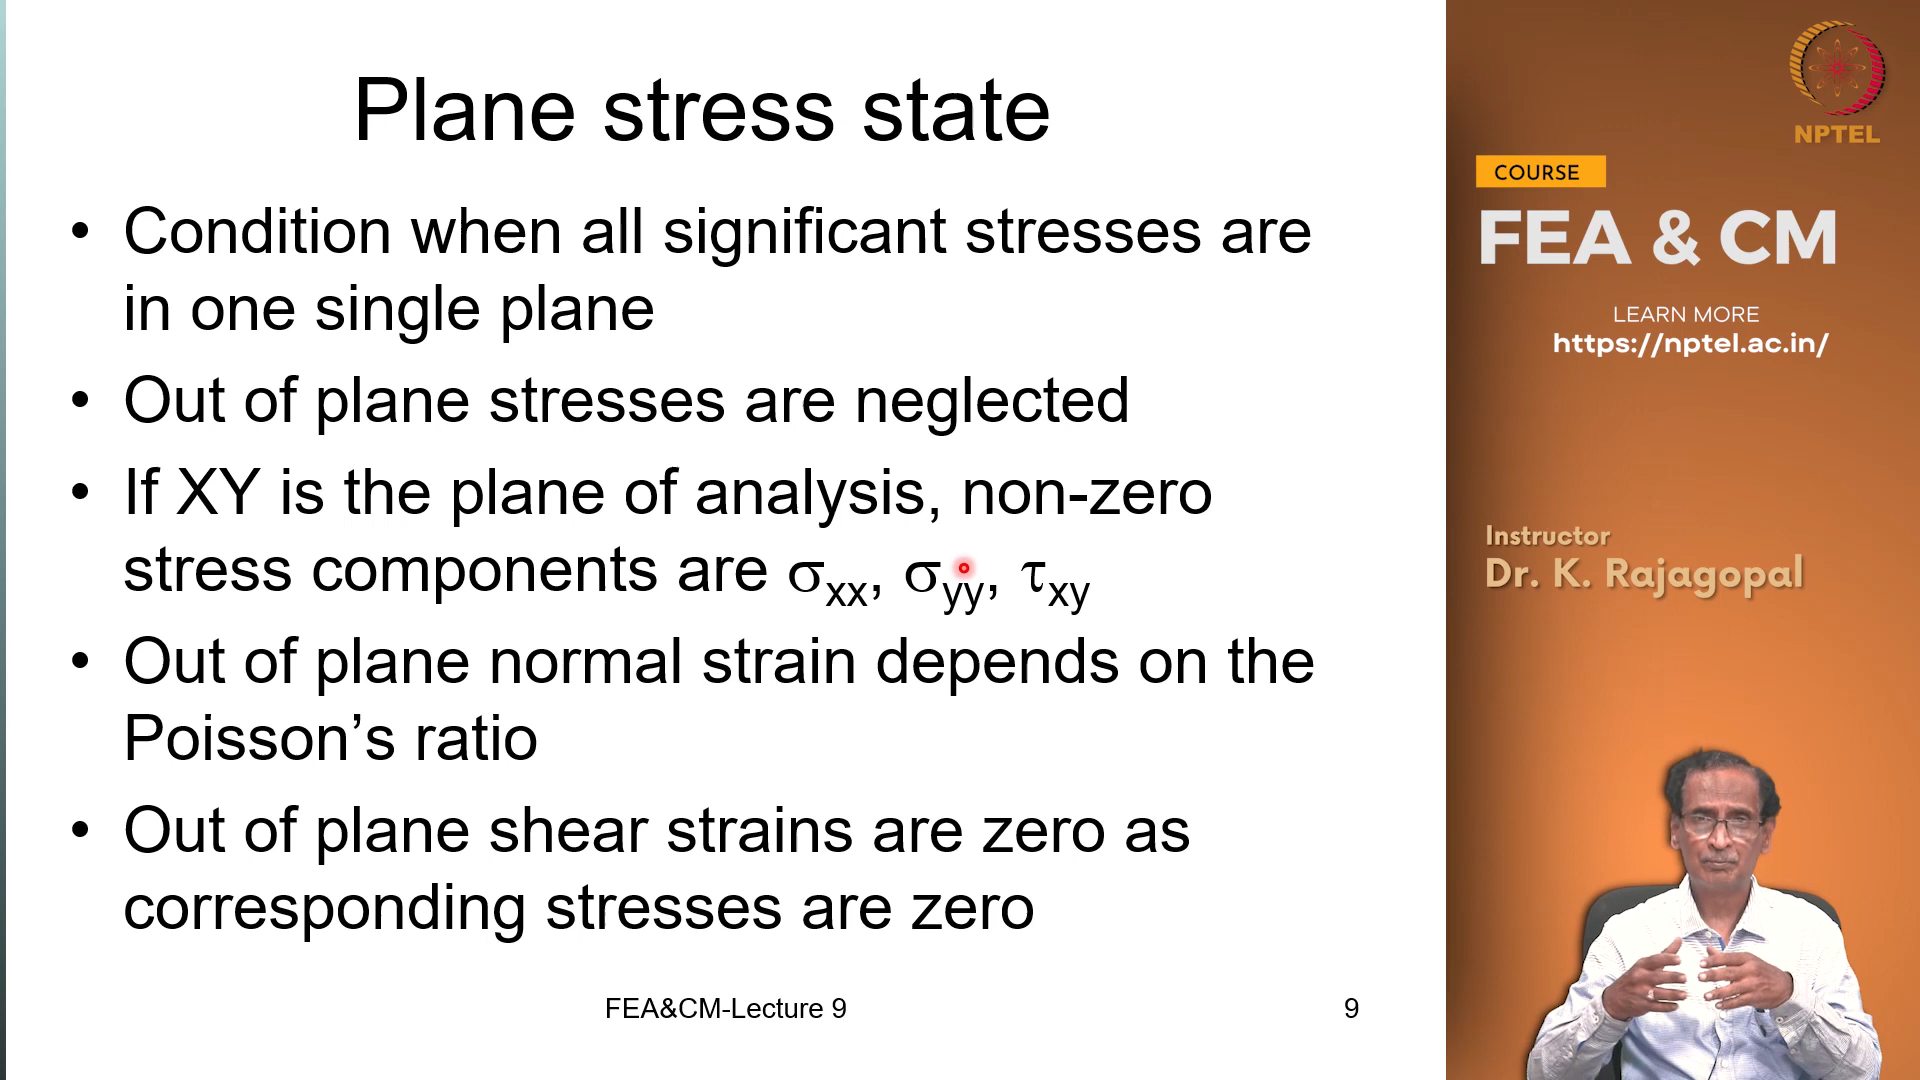 Plane stress state
• Condition when all significant stresses are
in one single plane
• Out of plane stresses are neglected
• If XY is the plane of analysis, non-zero
stress components are σxx, σyy, τxy
• Out of plane normal strain depends on the
Poisson’s ratio
• Out of plane shear strains are zero as
corresponding stresses are zero
FEA&CM-Lecture 9
9
NPTEL
COURSE
FEA & CM
LEARN MORE
https://nptel.ac.in/
Instructor
Dr. K. Rajagopal